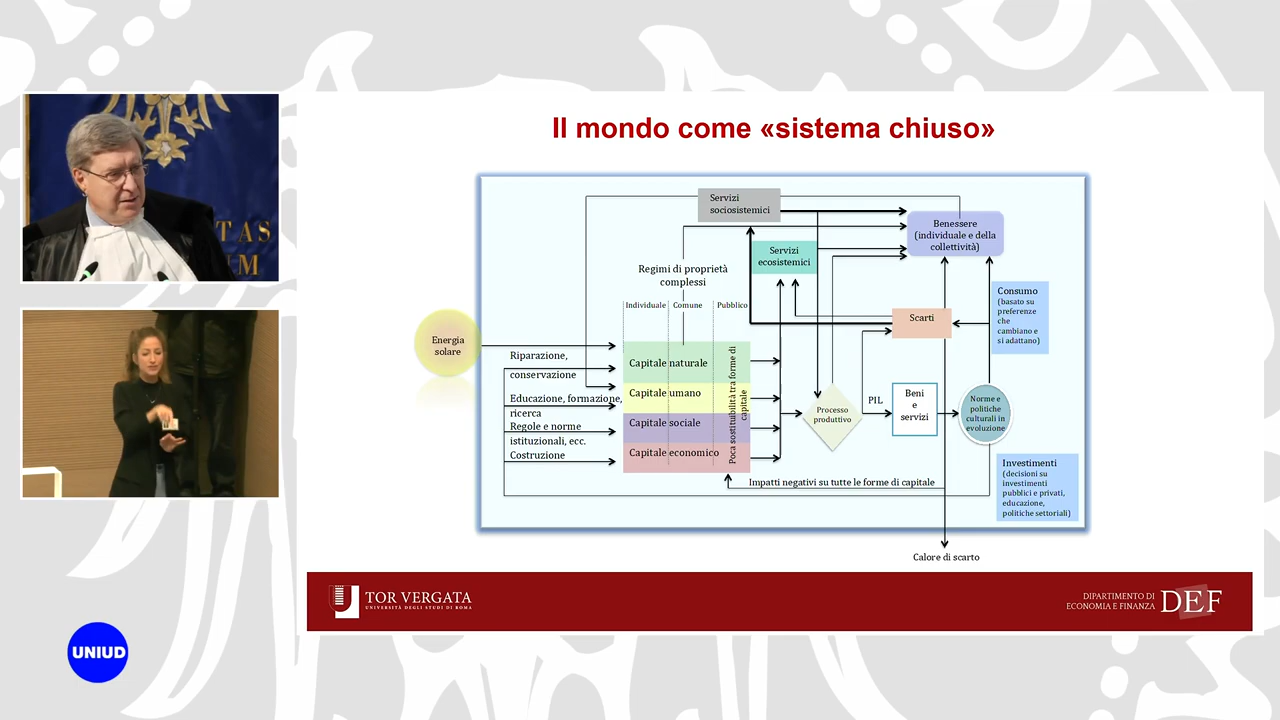 Il mondo come «sistema chiuso»
Servizi
sociosistemici
Benessere
(individuale e della
collettività)
Servizi
ecosistemici
Regimi di proprietà
complessi
Individuale
Comune
Pubblico
Consumo
(basato su
preferenze
che
cambiano e
si adattano)
Scarti
Energia
solare
Riparazione,
conservazione
Educazione, formazione,
ricerca
Regole e norme
istituzionali, ecc.
Costruzione
Capitale naturale
Capitale umano
Capitale sociale
Capitale economico
Poca sostituibilità tra forme di
capitale
Processo
produttivo
PIL
Beni
e
servizi
Norme e
politiche
culturali in
evoluzione
Investimenti
(decisioni su
investimenti
pubblici e privati,
educazione,
politiche settoriali)
Impatti negativi su tutte le forme di capitale
Calore di scarto
TOR VERGATA
UNIVERSITÀ DEGLI STUDI DI ROMA
DIPARTIMENTO DI
ECONOMIA E FINANZA
DEF
TAS
UM
UNIUD